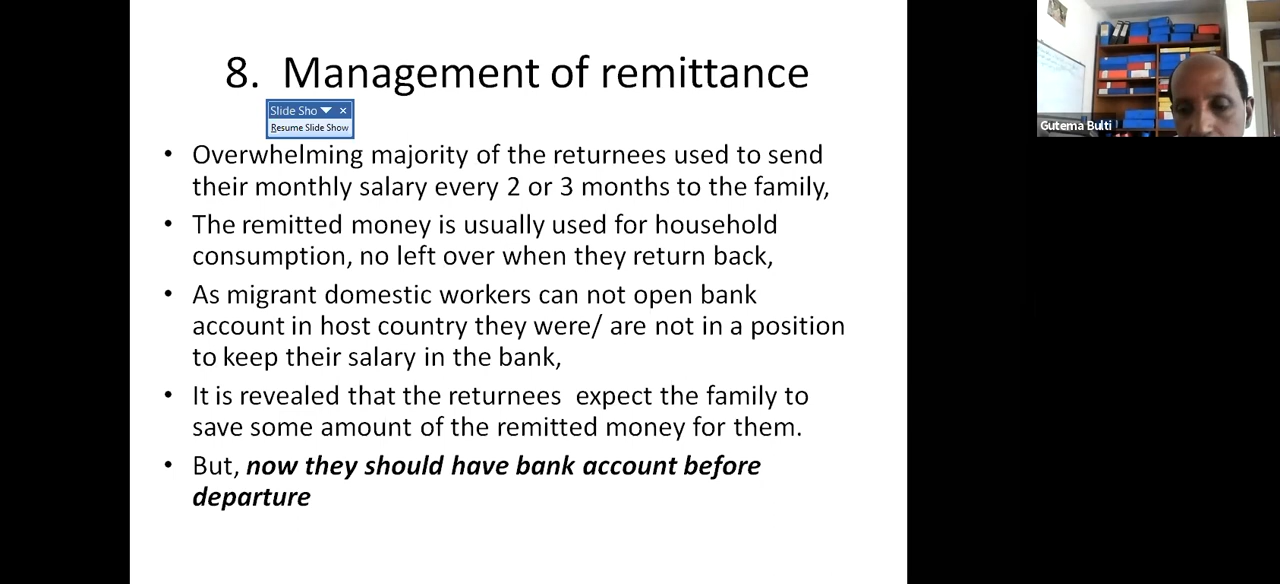 8. Management of remittance
Slide Sho
Resume Slide Show
• Overwhelming majority of the returnees used to send
their monthly salary every 2 or 3 months to the family,
• The remitted money is usually used for household
consumption, no left over when they return back,
• As migrant domestic workers can not open bank
account in host country they were/ are not in a position
to keep their salary in the bank,
• It is revealed that the returnees expect the family to
save some amount of the remitted money for them.
• But, now they should have bank account before
departure
Gutema Bulti